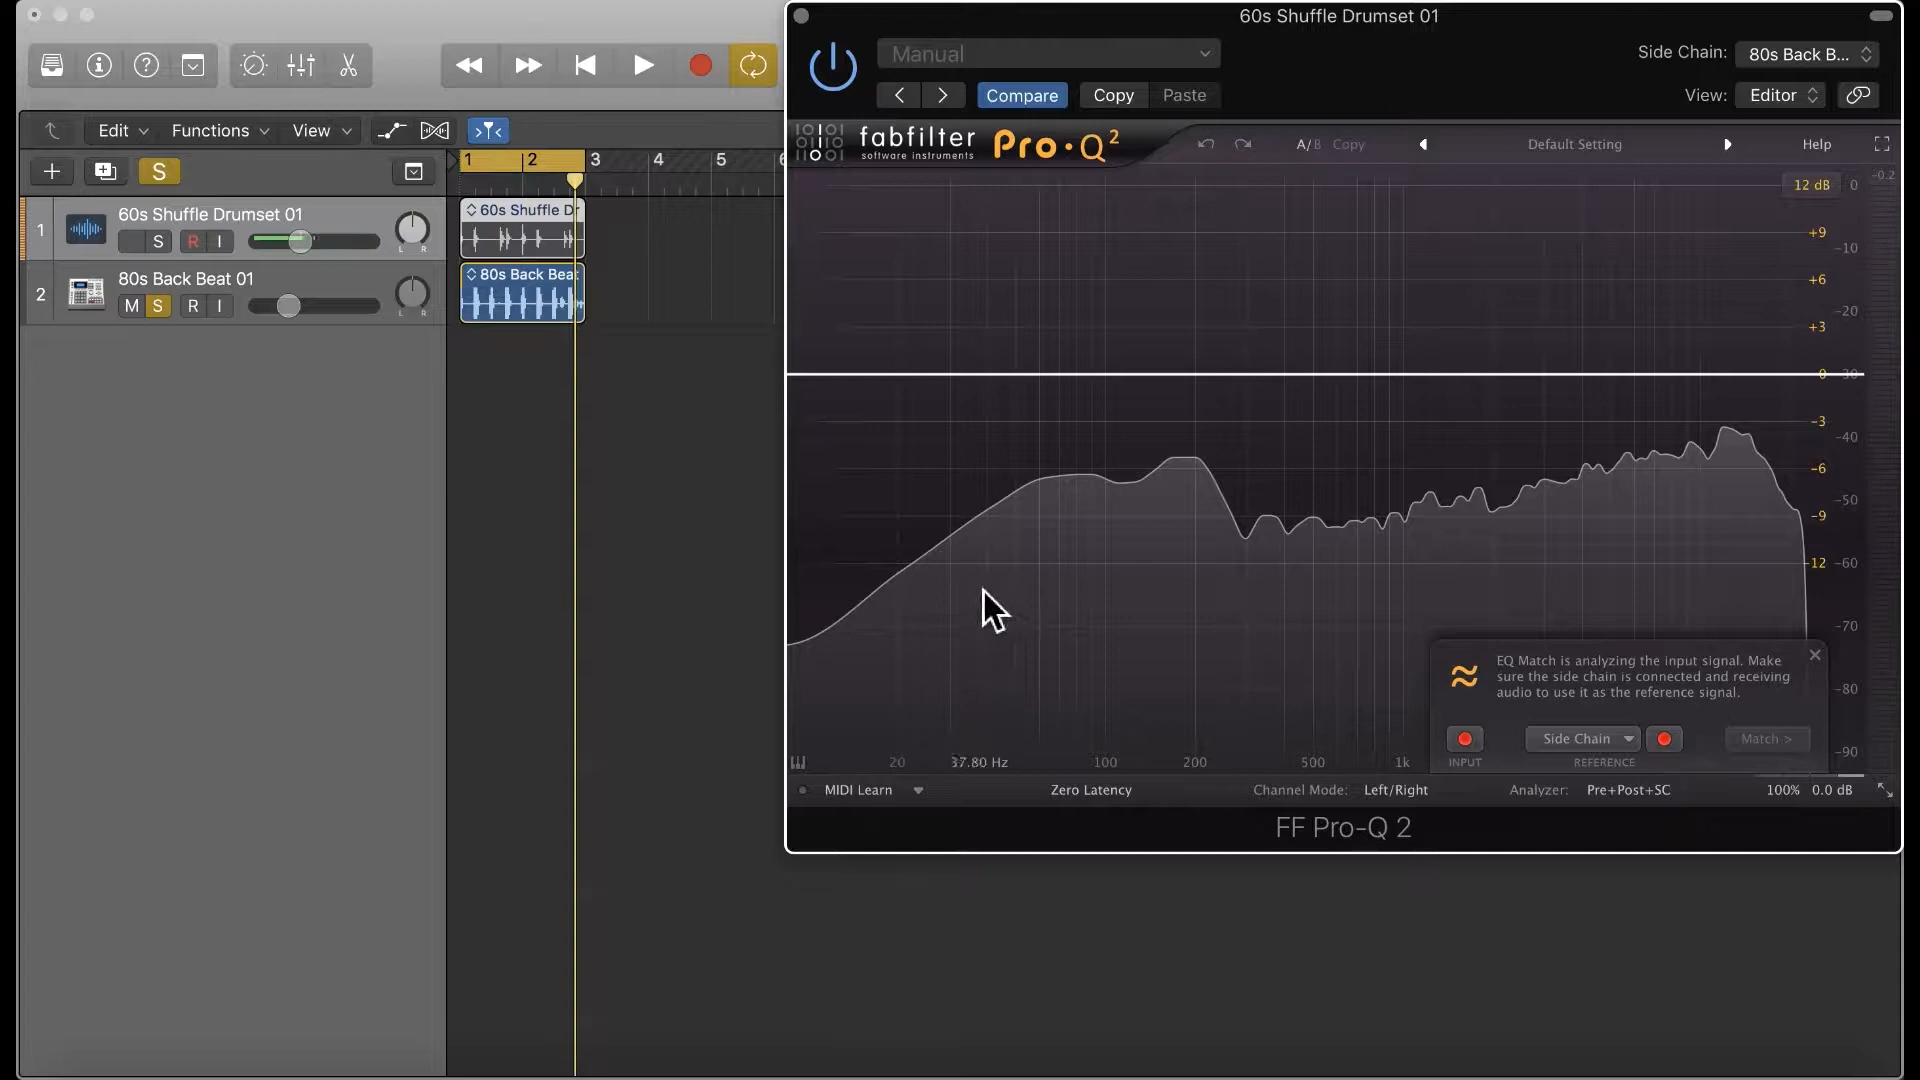 60s Shuffle Drumset 01
Manual
Side Chain: 80s Back B...
Compare Copy Paste
View: Editor
Edit Functions View
fabfilter
software instruments
Pro·Q2
A/B Copy
Default Setting
Help
S
1 2 3 4 5
12 dB 0 -0.2
1
60s Shuffle Drumset 01
S R I
L R
60s Shuffle Dr
2
80s Back Beat 01
M S R I
L R
80s Back Beat
+9 -10
+6 -20
+3
0 -30
-3 -40
-6
-9 -50
-12 -60
-70
-80
-90
EQ Match is analyzing the input signal. Make
sure the side chain is connected and receiving
audio to use it as the reference signal.
Side Chain Match >
INPUT REFERENCE
20 37.80 Hz 100 200 500 1k
MIDI Learn Zero Latency Channel Mode: Left/Right Analyzer: Pre+Post+SC 100% 0.0 dB
FF Pro-Q 2